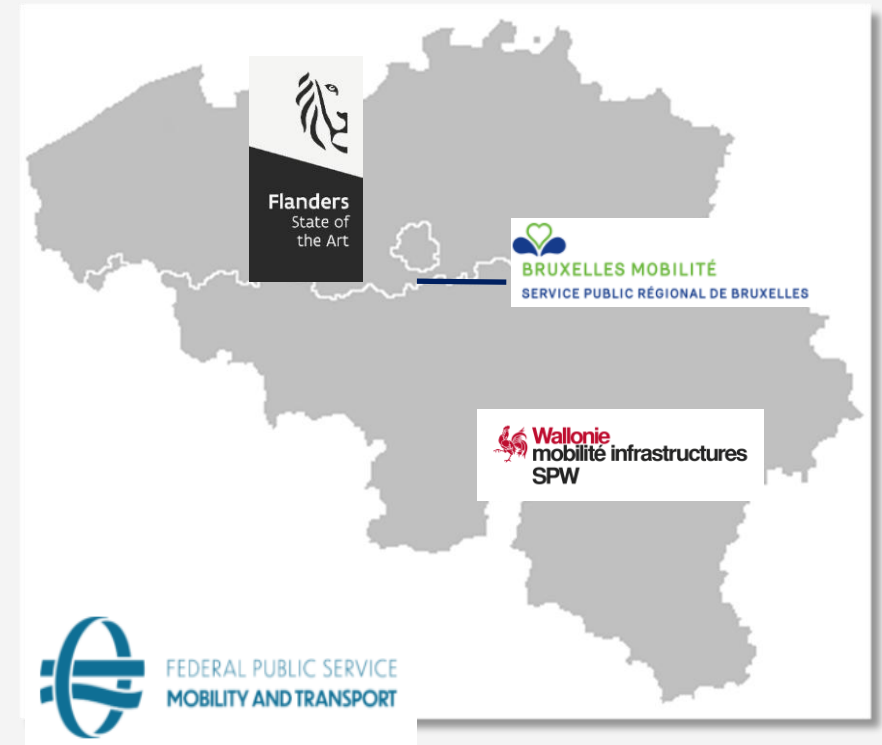 Flanders
State of
the Art
BRUXELLES MOBILITÉ
SERVICE PUBLIC RÉGIONAL DE BRUXELLES
Wallonie
mobilité infrastructures
SPW
FEDERAL PUBLIC SERVICE
MOBILITY AND TRANSPORT